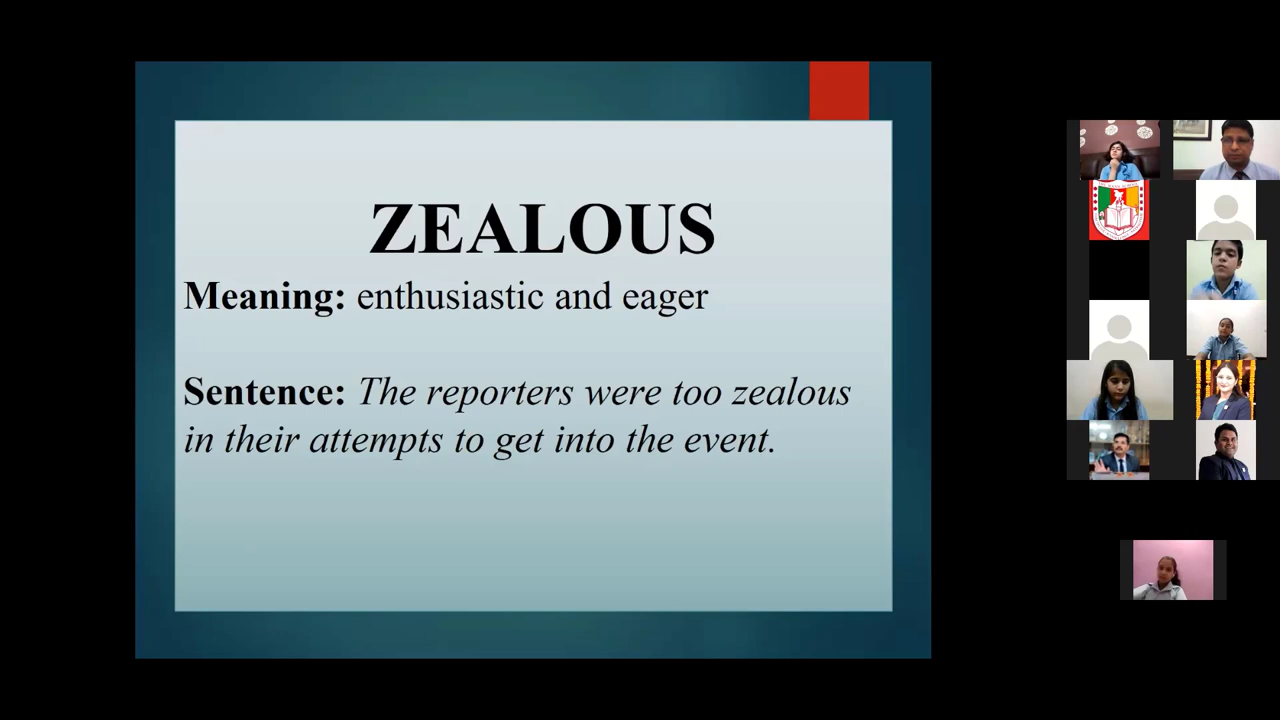 ZEALOUS
Meaning: enthusiastic and eager
Sentence: The reporters were too zealous
in their attempts to get into the event.